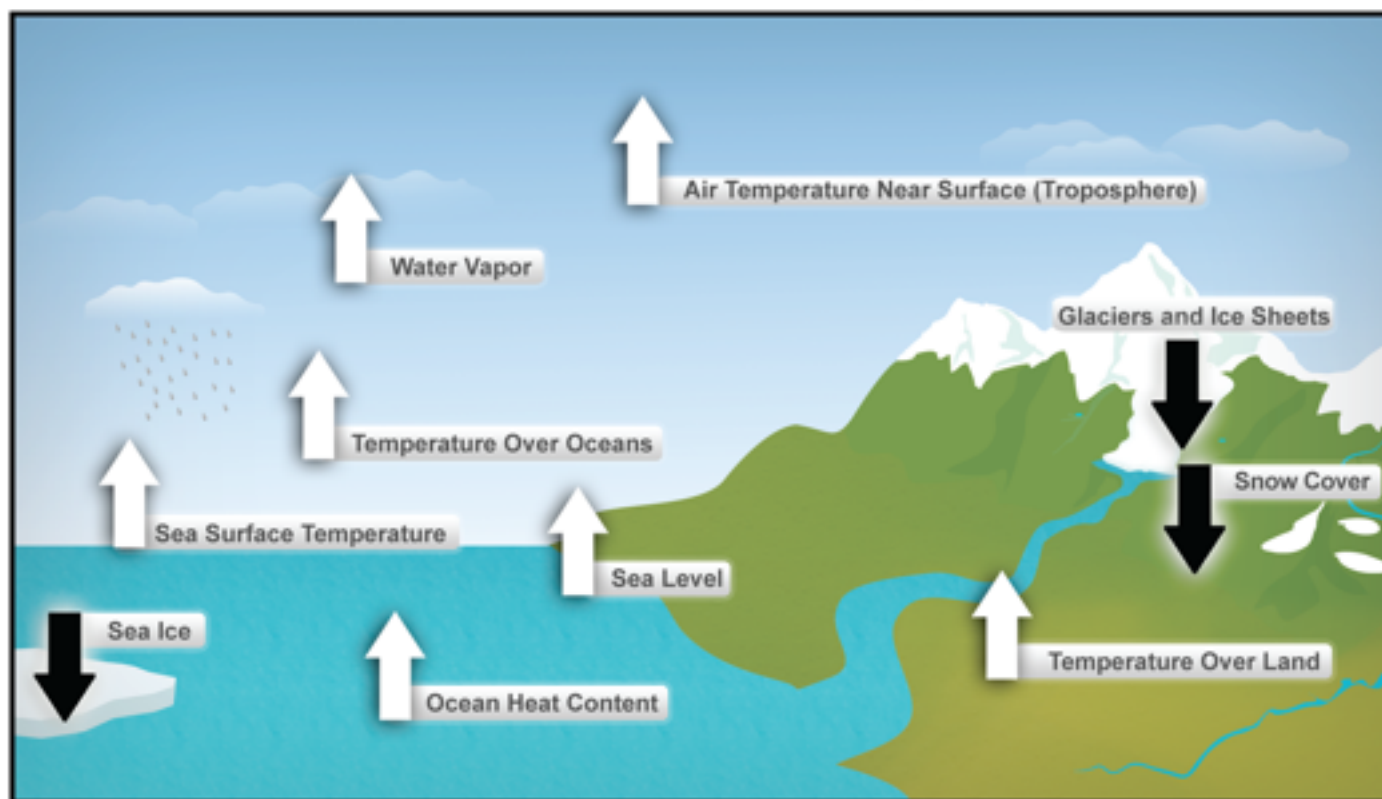 Air Temperature Near Surface (Troposphere)
Water Vapor
Glaciers and Ice Sheets
Temperature Over Oceans
Snow Cover
Sea Surface Temperature
Sea Level
Sea Ice
Temperature Over Land
Ocean Heat Content